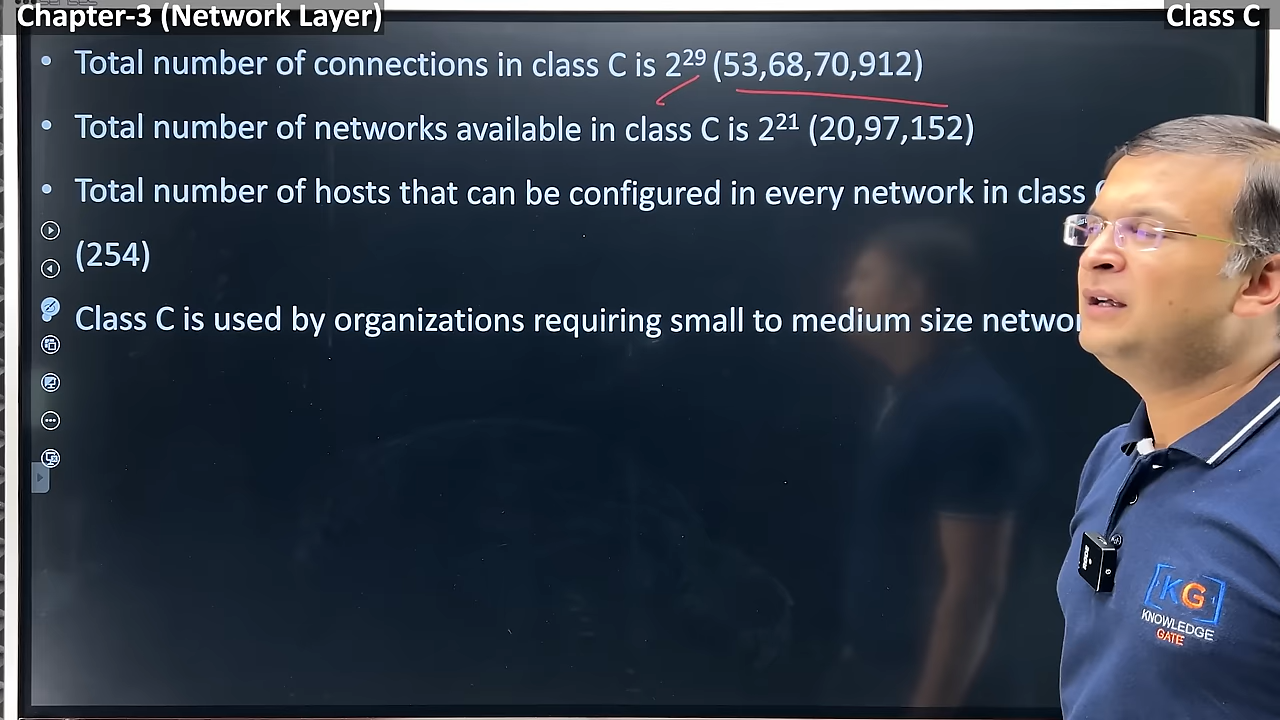 Chapter-3 (Network Layer)
Class C
• Total number of connections in class C is 2²⁹ (53,68,70,912)
• Total number of networks available in class C is 2²¹ (20,97,152)
• Total number of hosts that can be configured in every network in class
(254)
Class C is used by organizations requiring small to medium size
KG
KNOWLEDGE
GATE